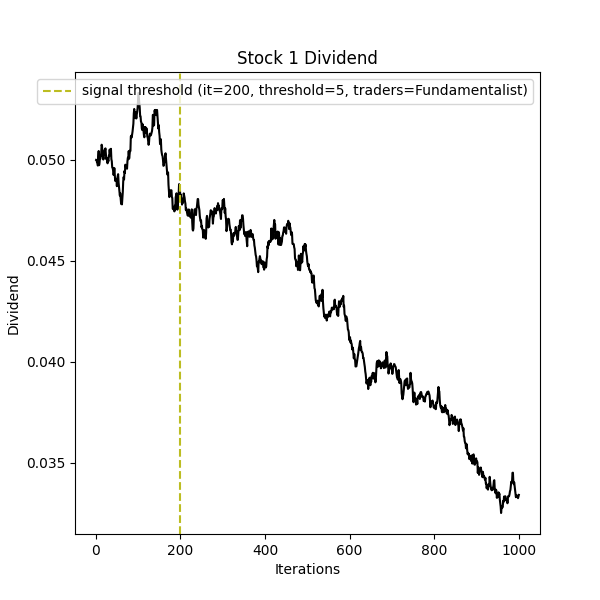 Stock 1 Dividend
signal threshold (it=200, threshold=5, traders=Fundamentalist)
0.050
0.045
0.040
0.035
Dividend
0 200 400 600 800 1000
Iterations